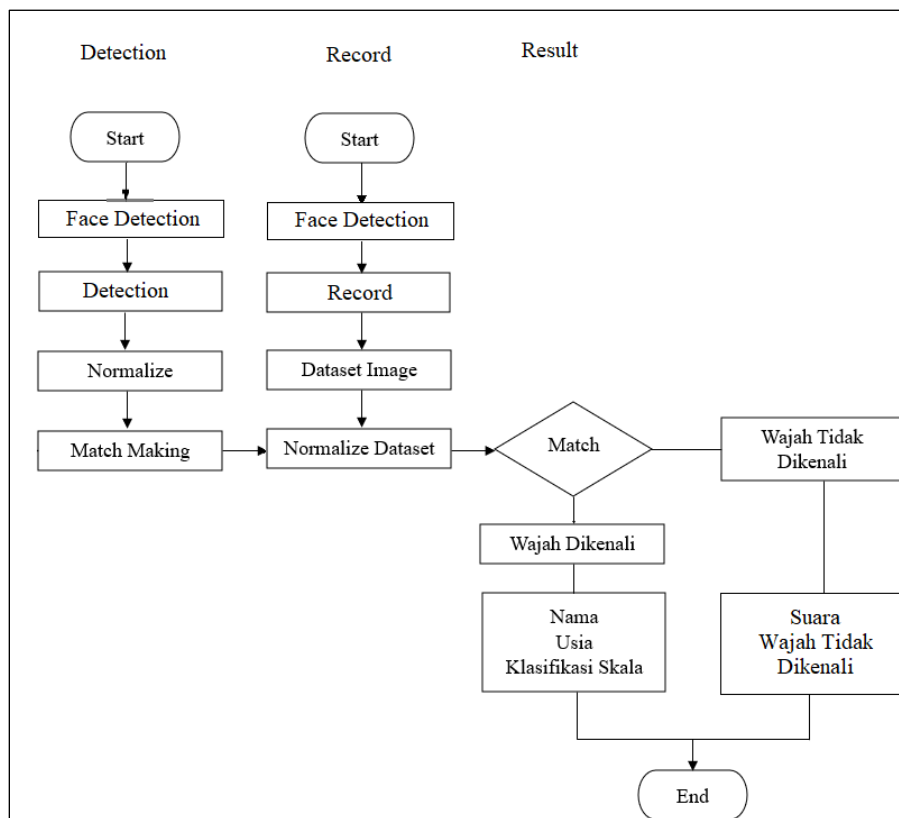 Detection
Record
Result
Start
Face Detection
Detection
Normalize
Match Making
Start
Face Detection
Record
Dataset Image
Normalize Dataset
Match
Wajah Dikenali
Nama
Usia
Klasifikasi Skala
Wajah Tidak
Dikenali
Suara
Wajah Tidak
Dikenali
End